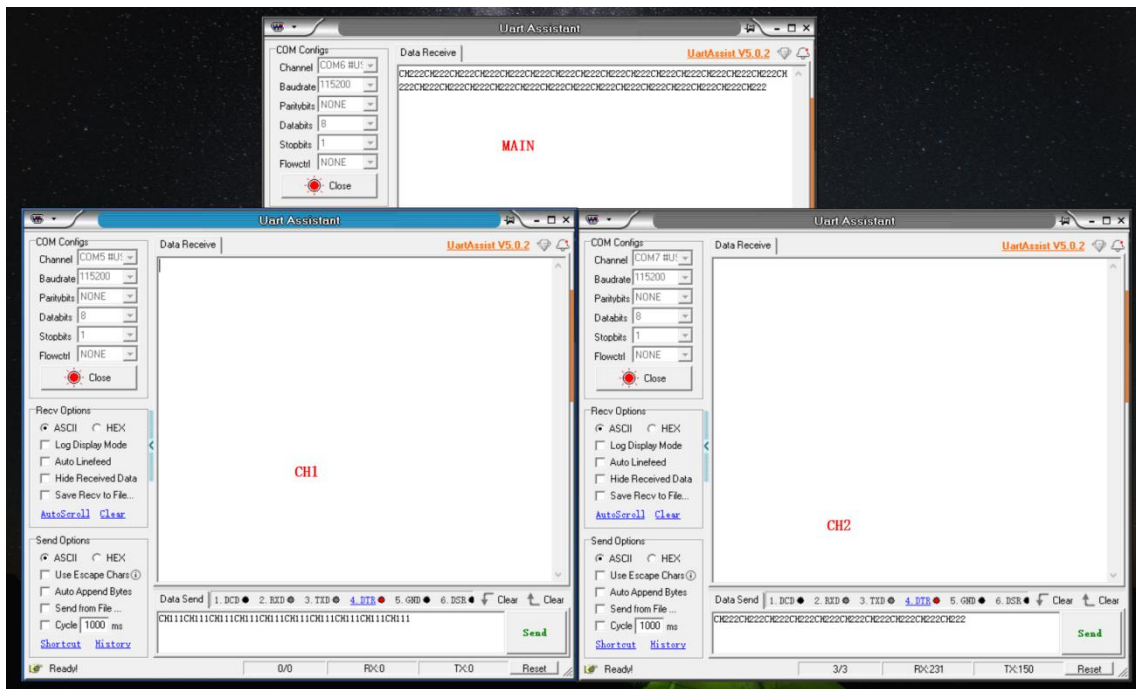 Uart Assistant
COM Configs
Channel COM6 #U
Baudrate 115200
Paritybits NONE
Databits 8
Stopbits 1
Flowctrl NONE
Close
Data Receive
UartAssist V5.0.2
CH222CH222CH222CH222CH222CH222CH222CH222CH222CH222CH222CH222CH222CH222CH222CH
222CH222CH222CH222CH222CH222CH222CH222CH222CH222CH222CH222CH222CH222CH222
MAIN
Uart Assistant
COM Configs
Channel COM5 #U
Baudrate 115200
Paritybits NONE
Databits 8
Stopbits 1
Flowctrl NONE
Close
Recv Options
ASCII HEX
Log Display Mode
Auto Linefeed
Hide Received Data
Save Recv to File...
AutoScroll Clear
Send Options
ASCII HEX
Use Escape Chars
Auto Append Bytes
Send from File ...
Cycle 1000 ms
Shortcut History
Data Receive
UartAssist V5.0.2
CH1
Data Send 1. DCD 2. RXD 3. TXD 4. DTR 5. GND 6. DSR Clear Clear
CH111CH111CH111CH111CH111CH111CH111CH111CH111CH111
Send
Ready! 0/0 RX:0 TX:0 Reset
Uart Assistant
COM Configs
Channel COM7 #U
Baudrate 115200
Paritybits NONE
Databits 8
Stopbits 1
Flowctrl NONE
Close
Recv Options
ASCII HEX
Log Display Mode
Auto Linefeed
Hide Received Data
Save Recv to File...
AutoScroll Clear
Send Options
ASCII HEX
Use Escape Chars
Auto Append Bytes
Send from File ...
Cycle 1000 ms
Shortcut History
Data Receive
UartAssist V5.0.2
CH2
Data Send 1. DCD 2. RXD 3. TXD 4. DTR 5. GND 6. DSR Clear Clear
CH222CH222CH222CH222CH222CH222CH222CH222CH222CH222
Send
Ready! 3/3 RX:231 TX:150 Reset